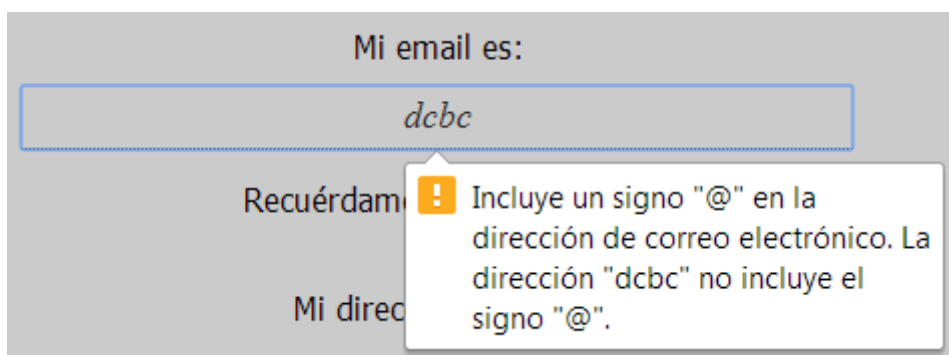 Mi email es:
dcbc
Recuérdam
Incluye un signo "@" en la
dirección de correo electrónico. La
dirección "dcbc" no incluye el
signo "@".
Mi direc